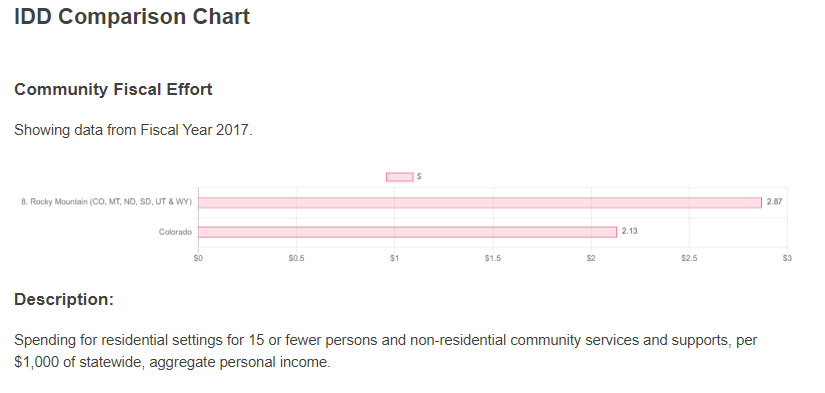 IDD Comparison Chart
Community Fiscal Effort
Showing data from Fiscal Year 2017.
$
8. Rocky Mountain (CO, MT, ND, SD, UT & WY)
2.87
Colorado
2.13
$0
$0.5
$1
$1.5
$2
$2.5
$3
Description:
Spending for residential settings for 15 or fewer persons and non-residential community services and supports, per
$1,000 of statewide, aggregate personal income.